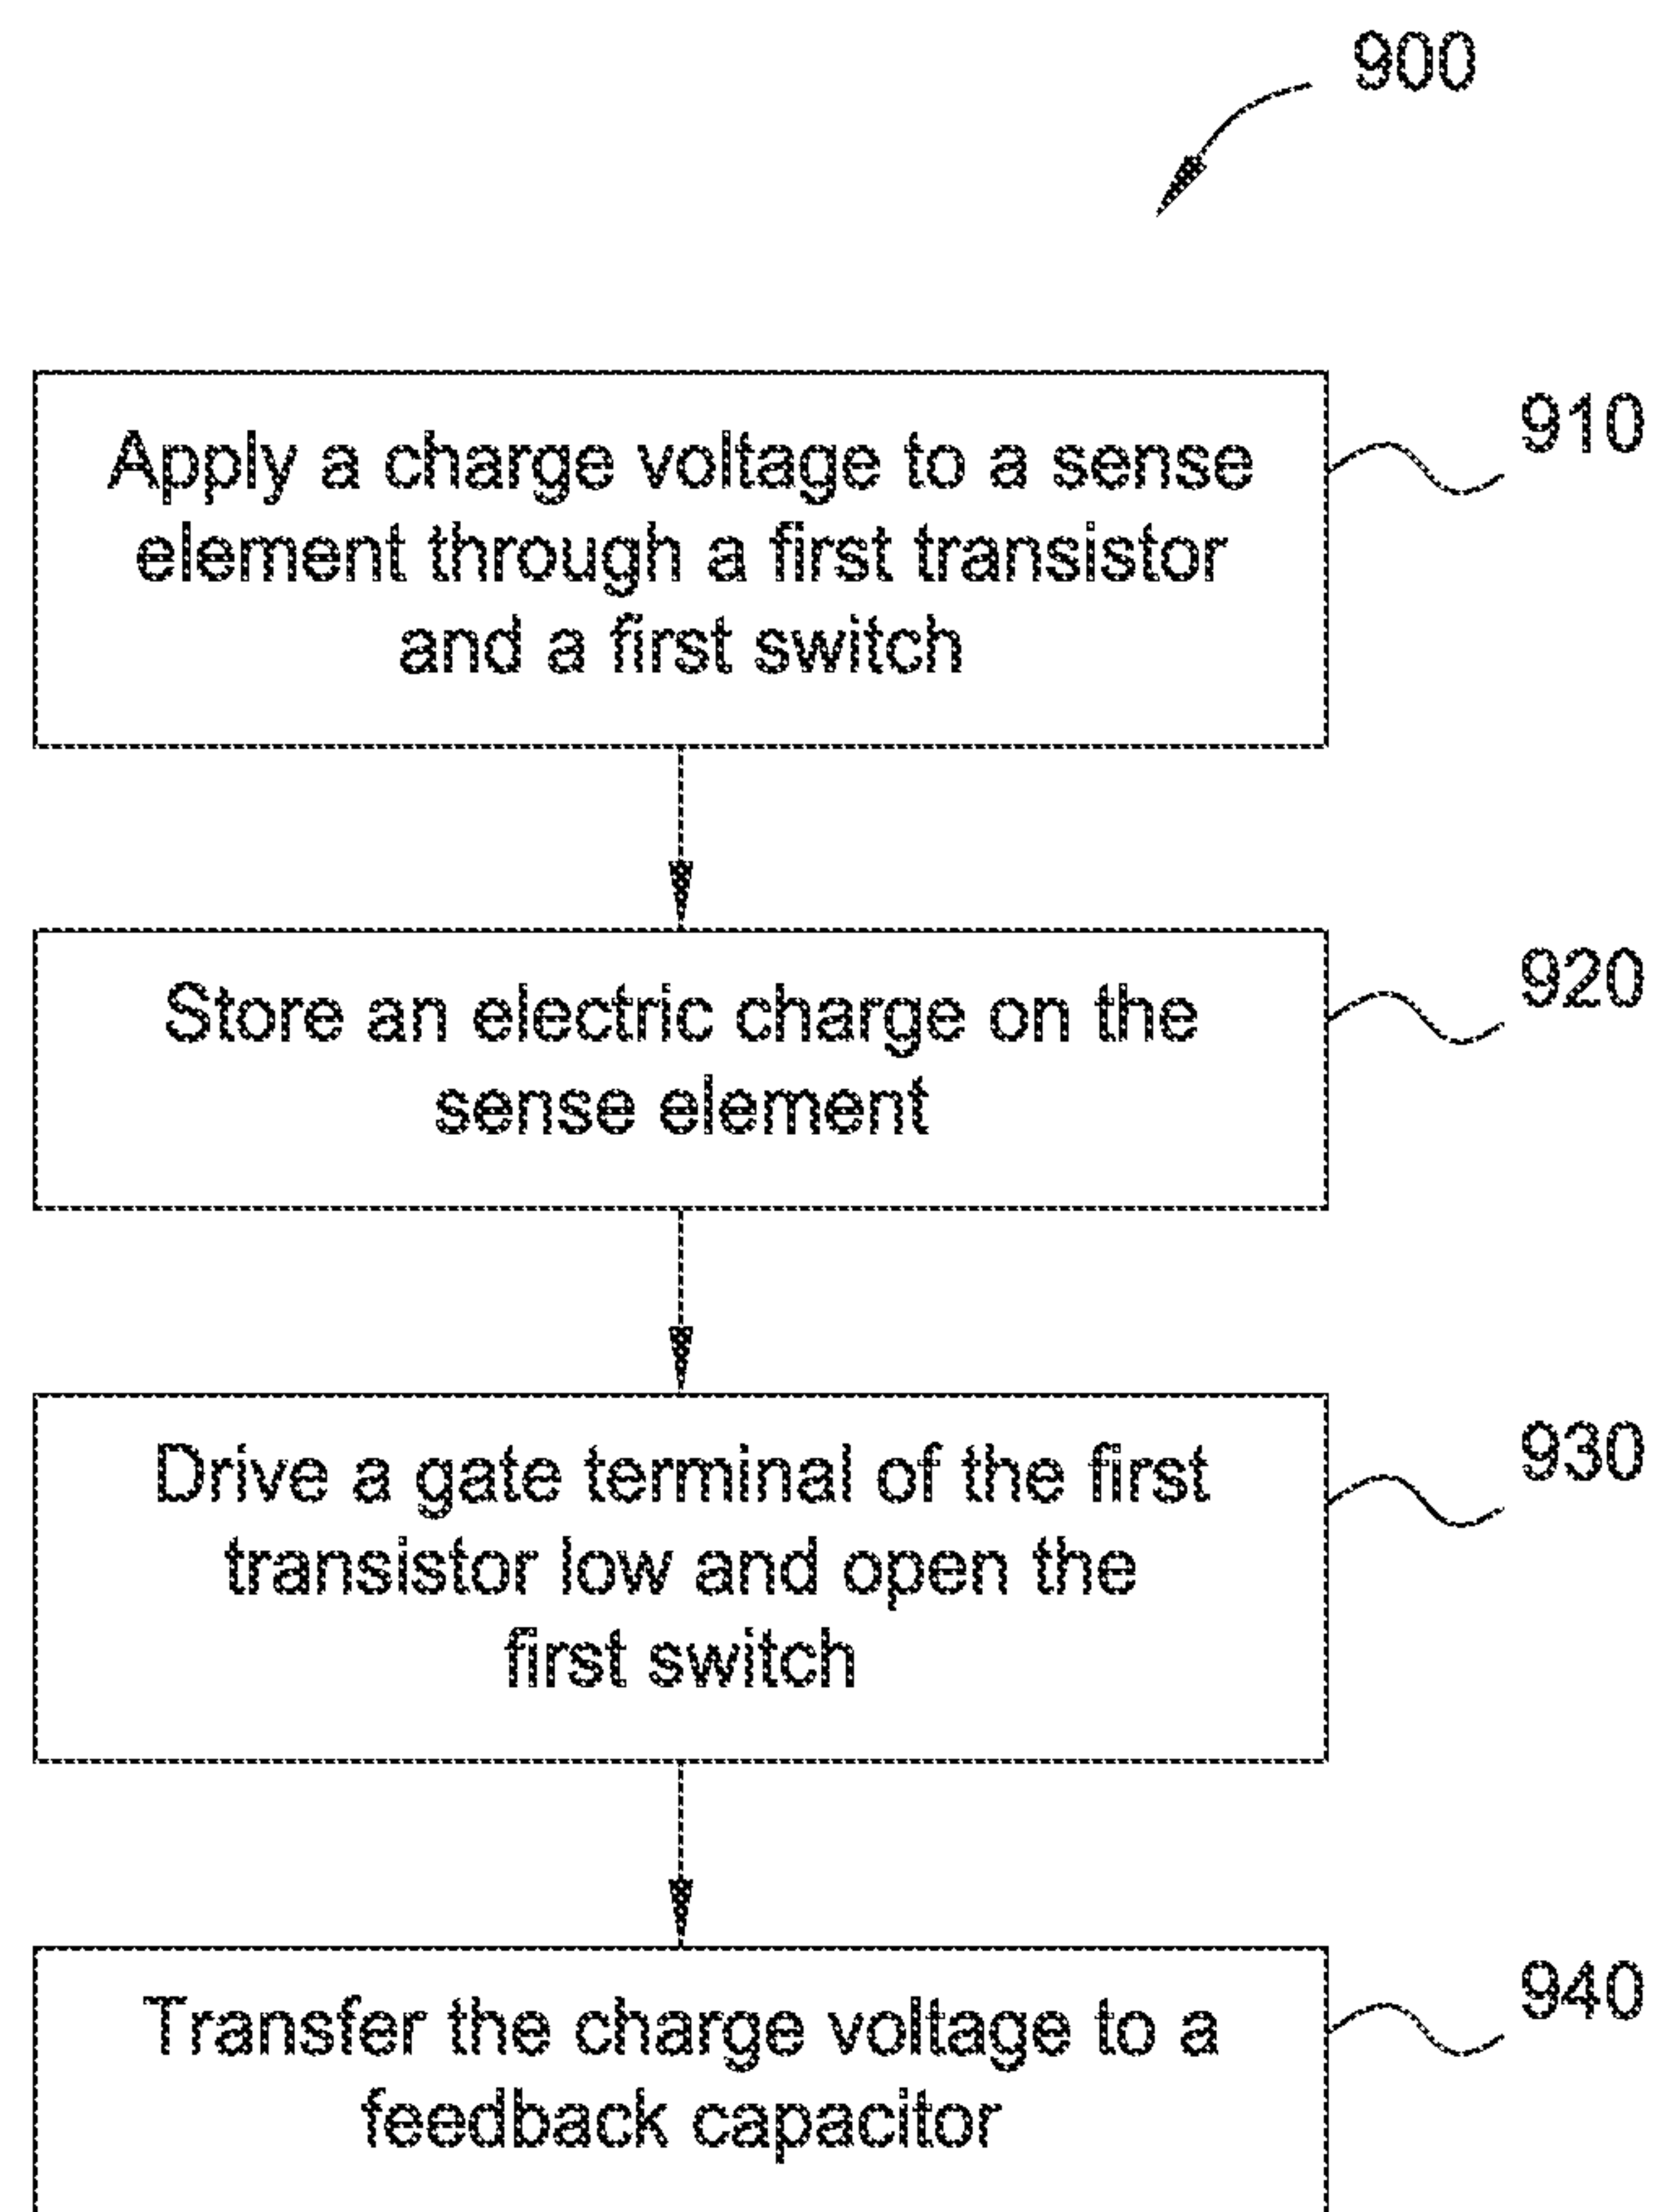 900
910
Apply a charge voltage to a sense
element through a first transistor
and a first switch
920
Store an electric charge on the
sense element
930
Drive a gate terminal of the first
transistor low and open the
first switch
940
Transfer the charge voltage to a
feedback capacitor